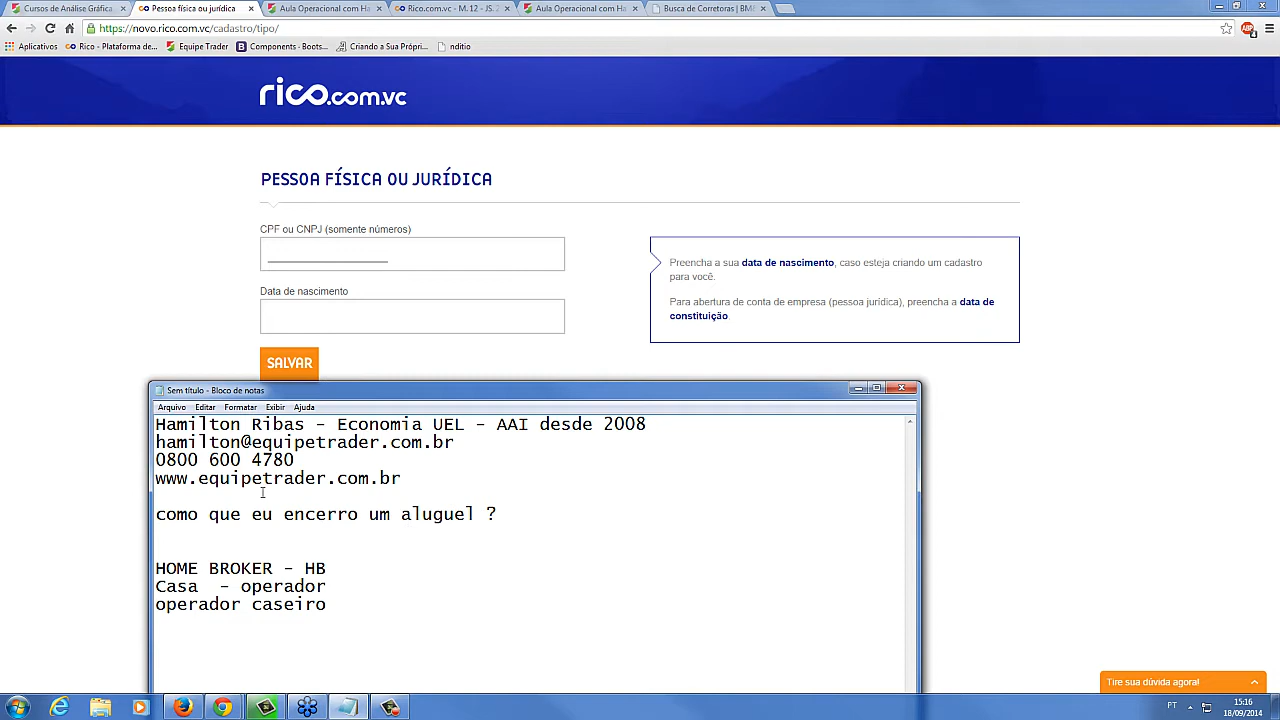 Cursos de Análise Gráfica
Pessoa física ou jurídica
Aula Operacional com Ha
Rico.com.vc - M. 12 - JS. 2
Aula Operacional com Ha
Busca de Corretoras | BM&
https://novo.rico.com.vc/cadastro/tipo/
ABP
Aplicativos
Rico - Plataforma de...
Equipe Trader
Components · Boots...
Criando a Sua Própri...
nditio
rico.com.vc
PESSOA FÍSICA OU JURÍDICA
CPF ou CNPJ (somente números)
Data de nascimento
SALVAR
Preencha a sua data de nascimento, caso esteja criando um cadastro
para você.
Para abertura de conta de empresa (pessoa jurídica), preencha a data de
constituição.
Sem título - Bloco de notas
Arquivo Editar Formatar Exibir Ajuda
Hamilton Ribas - Economia UEL - AAI desde 2008
hamilton@equipetrader.com.br
0800 600 4780
www.equipetrader.com.br
como que eu encerro um aluguel ?
HOME BROKER - HB
Casa  - operador
operador caseiro
Tire sua dúvida agora!
PT
15:16
18/09/2014